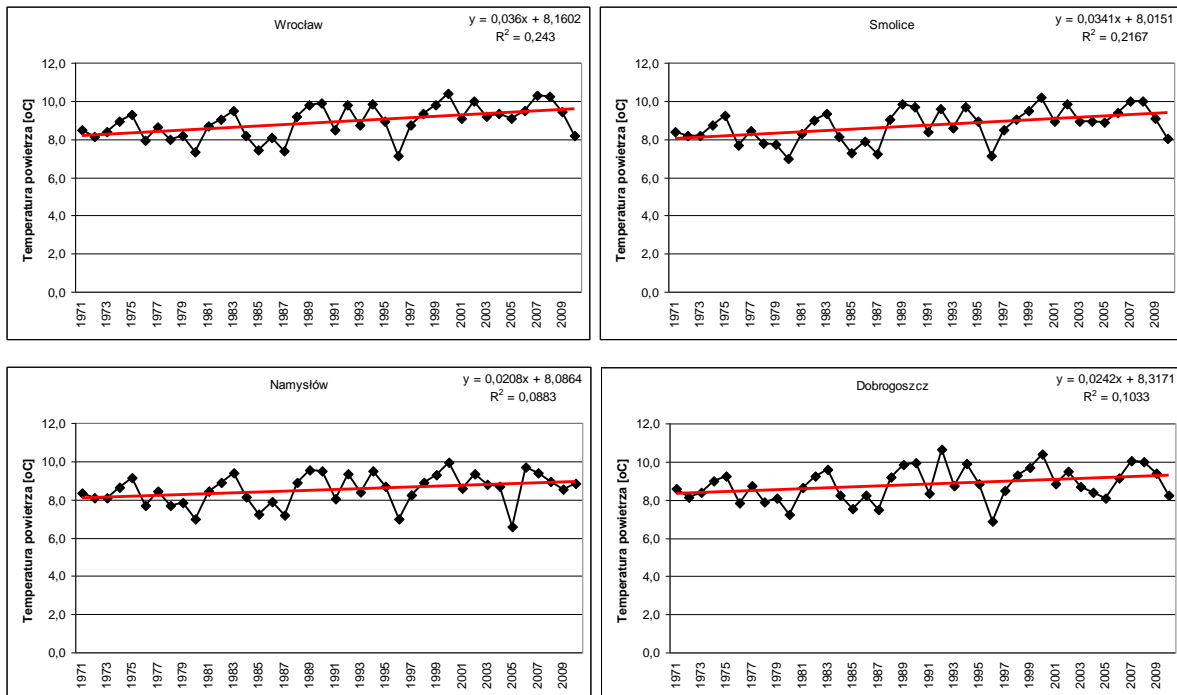 Wrocław
y = 0,036x + 8,1602
R² = 0,243
Temperatura powietrza [oC]
12,0
10,0
8,0
6,0
4,0
2,0
0,0
1971 1973 1975 1977 1979 1981 1983 1985 1987 1989 1991 1993 1995 1997 1999 2001 2003 2005 2007 2009
Smolice
y = 0,0341x + 8,0151
R² = 0,2167
Temperatura powietrza [oC]
12,0
10,0
8,0
6,0
4,0
2,0
0,0
1971 1973 1975 1977 1979 1981 1983 1985 1987 1989 1991 1993 1995 1997 1999 2001 2003 2005 2007 2009
Namysłów
y = 0,0208x + 8,0864
R² = 0,0883
Temperatura powietrza [oC]
12,0
10,0
8,0
6,0
4,0
2,0
0,0
1971 1973 1975 1977 1979 1981 1983 1985 1987 1989 1991 1993 1995 1997 1999 2001 2003 2005 2007 2009
Dobrogoszcz
y = 0,0242x + 8,3171
R² = 0,1033
Temperatura powietrza [oC]
12,0
10,0
8,0
6,0
4,0
2,0
0,0
1971 1973 1975 1977 1979 1981 1983 1985 1987 1989 1991 1993 1995 1997 1999 2001 2003 2005 2007 2009